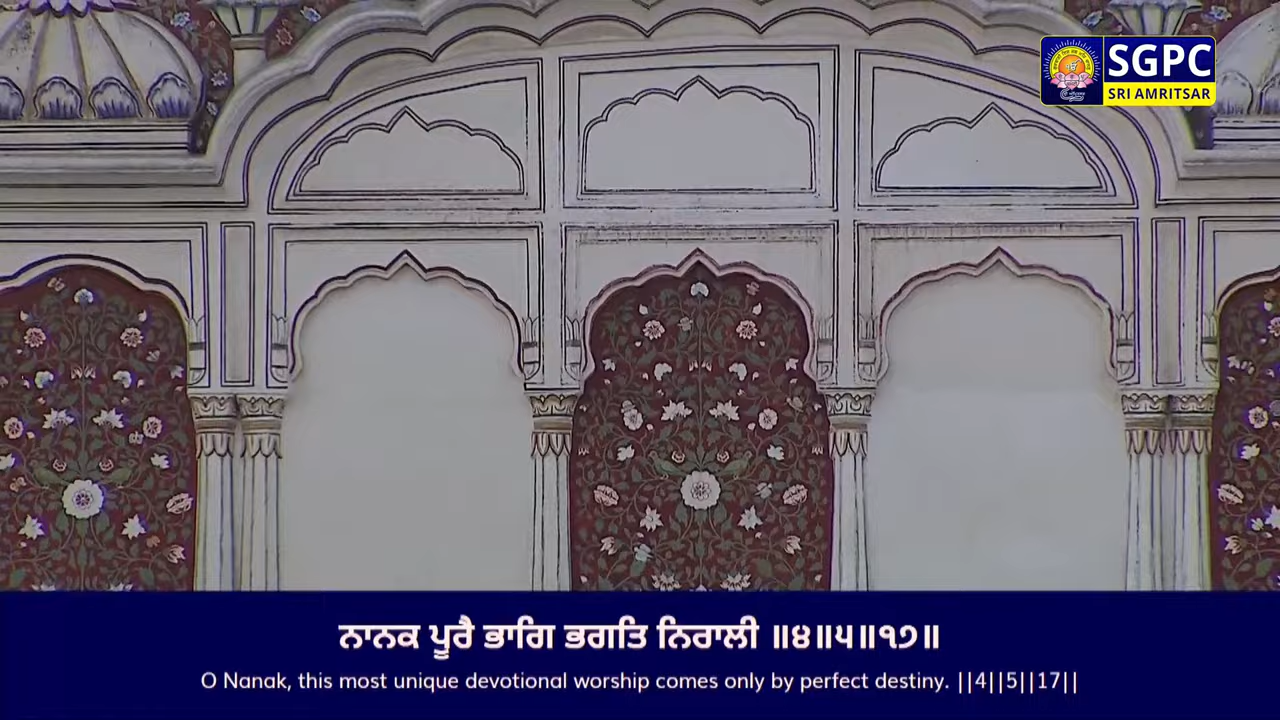 SGPC
SRI AMRITSAR
ਨਾਨਕ ਪੂਰੈ ਭਾਗਿ ਭਗਤਿ ਨਿਰਾਲੀ ॥੪॥੫॥੧੭॥
O Nanak, this most unique devotional worship comes only by perfect destiny. ||4||5||17||